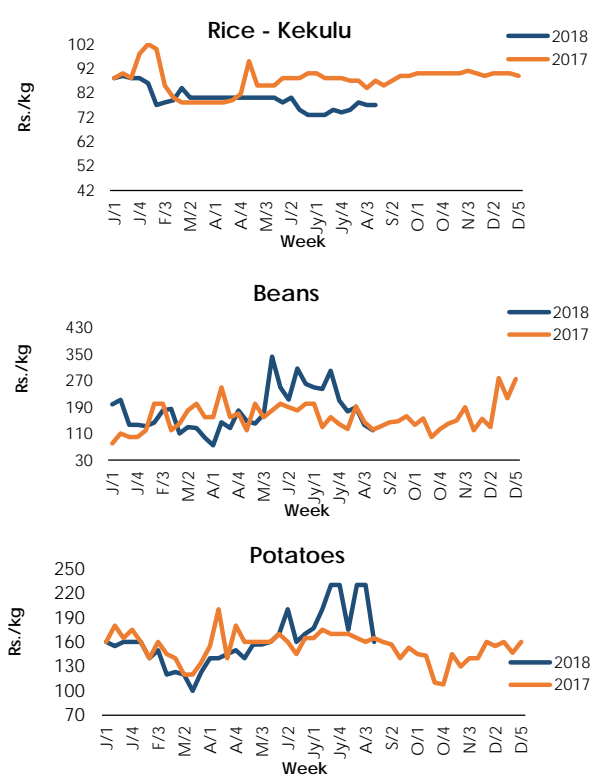 Rice - Kekulu
2018
2017
Rs./kg
102
92
82
72
62
52
42
J/1
J/4
F/3
M/2
A/1
A/4
M/3
J/2
Jy/1
Jy/4
A/3
S/2
O/1
O/4
N/3
D/2
D/5
Week
Beans
2018
2017
Rs./kg
430
350
270
190
110
30
J/1
J/4
F/3
M/2
A/1
A/4
M/3
J/2
Jy/1
Jy/4
A/3
S/2
O/1
O/4
N/3
D/2
D/5
Week
Potatoes
Rs./kg
250
220
190
160
130
100
70
2018
2017
J/1
J/4
F/3
M/2
A/1
A/4
M/3
J/2
Jy/1
Jy/4
A/3
S/2
O/1
O/4
N/3
D/2
D/5
Week